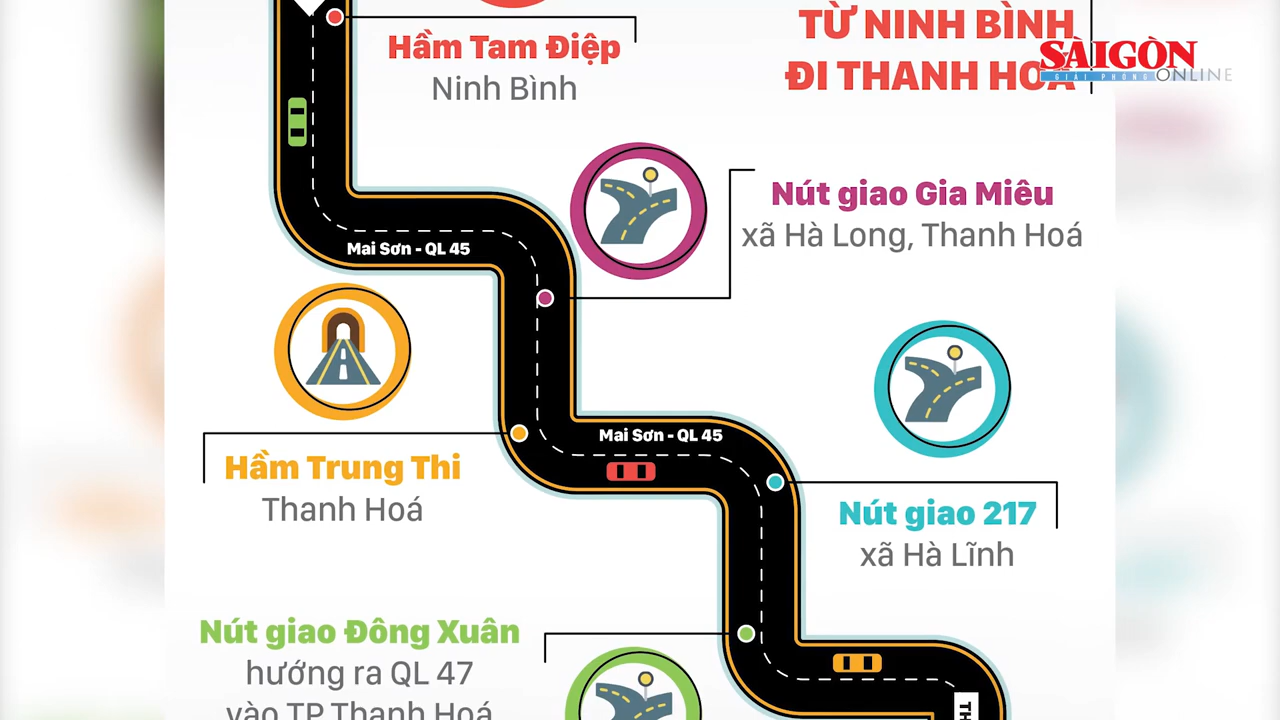 TỪ NINH BÌNH
ĐI THANH HOÁ
SÀIGÒN
GIẢI PHÓNG ONLINE
Hầm Tam Điệp
Ninh Bình
Nút giao Gia Miêu
xã Hà Long, Thanh Hoá
Mai Sơn - QL 45
Mai Sơn - QL 45
Hầm Trung Thi
Thanh Hoá
Nút giao 217
xã Hà Lĩnh
Nút giao Đông Xuân
hướng ra QL 47
vào TP Thanh Hoá
TH